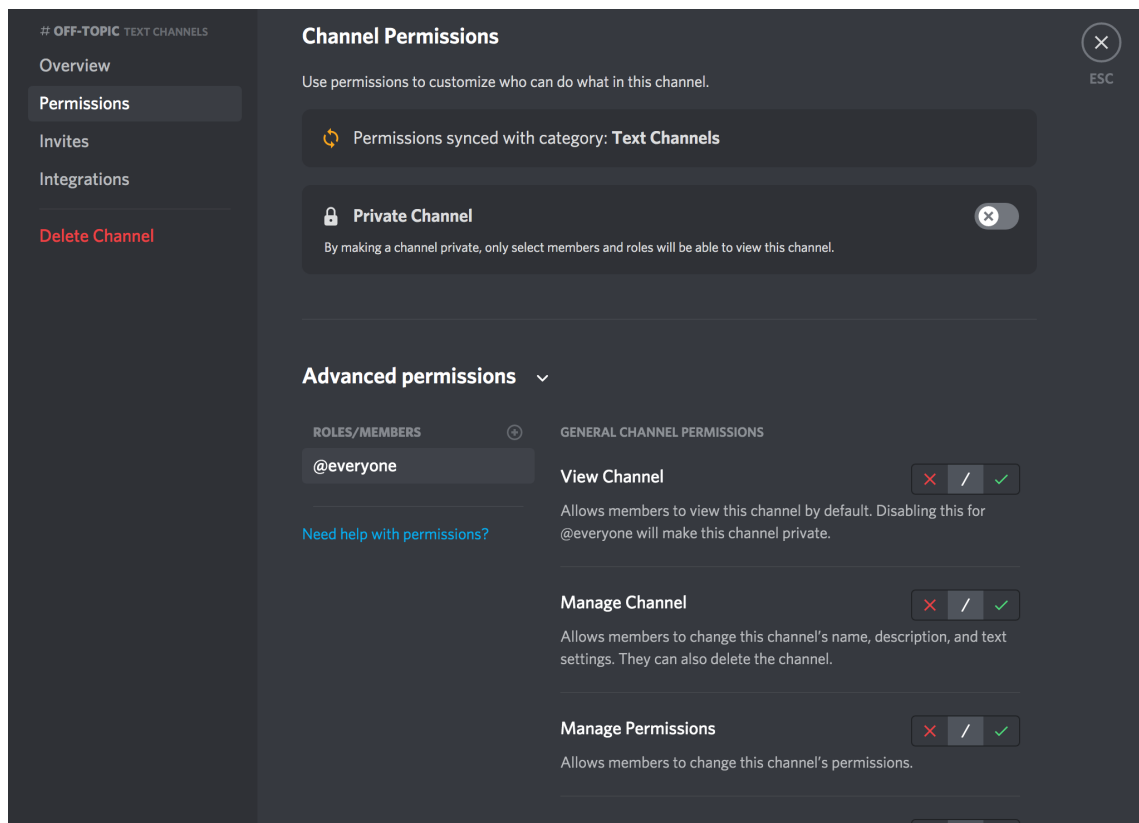 # OFF-TOPIC TEXT CHANNELS
Overview
Permissions
Invites
Integrations
Delete Channel
Channel Permissions
Use permissions to customize who can do what in this channel.
Permissions synced with category: Text Channels
Private Channel
By making a channel private, only select members and roles will be able to view this channel.
ESC
Advanced permissions
ROLES/MEMBERS
@everyone
Need help with permissions?
GENERAL CHANNEL PERMISSIONS
View Channel
/
Allows members to view this channel by default. Disabling this for
@everyone will make this channel private.
Manage Channel
/
Allows members to change this channel’s name, description, and text
settings. They can also delete the channel.
Manage Permissions
/
Allows members to change this channel’s permissions.